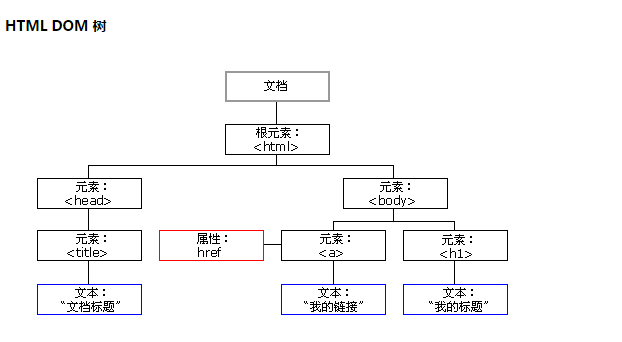 HTML DOM 树
文档
根元素：
<html>
元素：
<head>
元素：
<body>
元素：
<title>
属性：
href
元素：
<a>
元素：
<h1>
文本：
“文档标题”
文本：
“我的链接”
文本：
“我的标题”